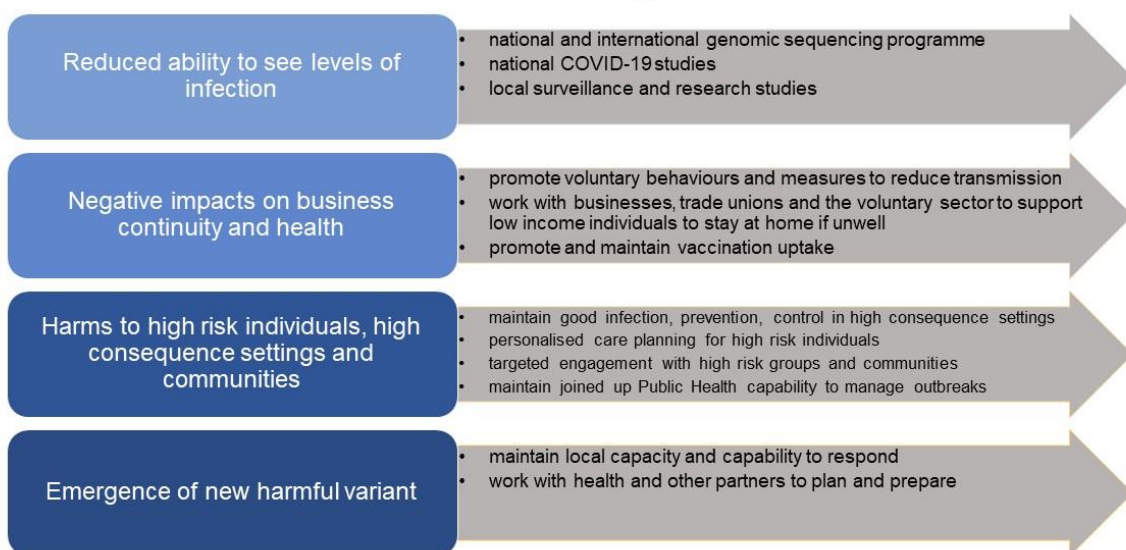 Reduced ability to see levels of
infection
• national and international genomic sequencing programme
• national COVID-19 studies
• local surveillance and research studies
Negative impacts on business
continuity and health
• promote voluntary behaviours and measures to reduce transmission
• work with businesses, trade unions and the voluntary sector to support
low income individuals to stay at home if unwell
• promote and maintain vaccination uptake
Harms to high risk individuals, high
consequence settings and
communities
• maintain good infection, prevention, control in high consequence settings
• personalised care planning for high risk individuals
• targeted engagement with high risk groups and communities
• maintain joined up Public Health capability to manage outbreaks
Emergence of new harmful variant
• maintain local capacity and capability to respond
• work with health and other partners to plan and prepare